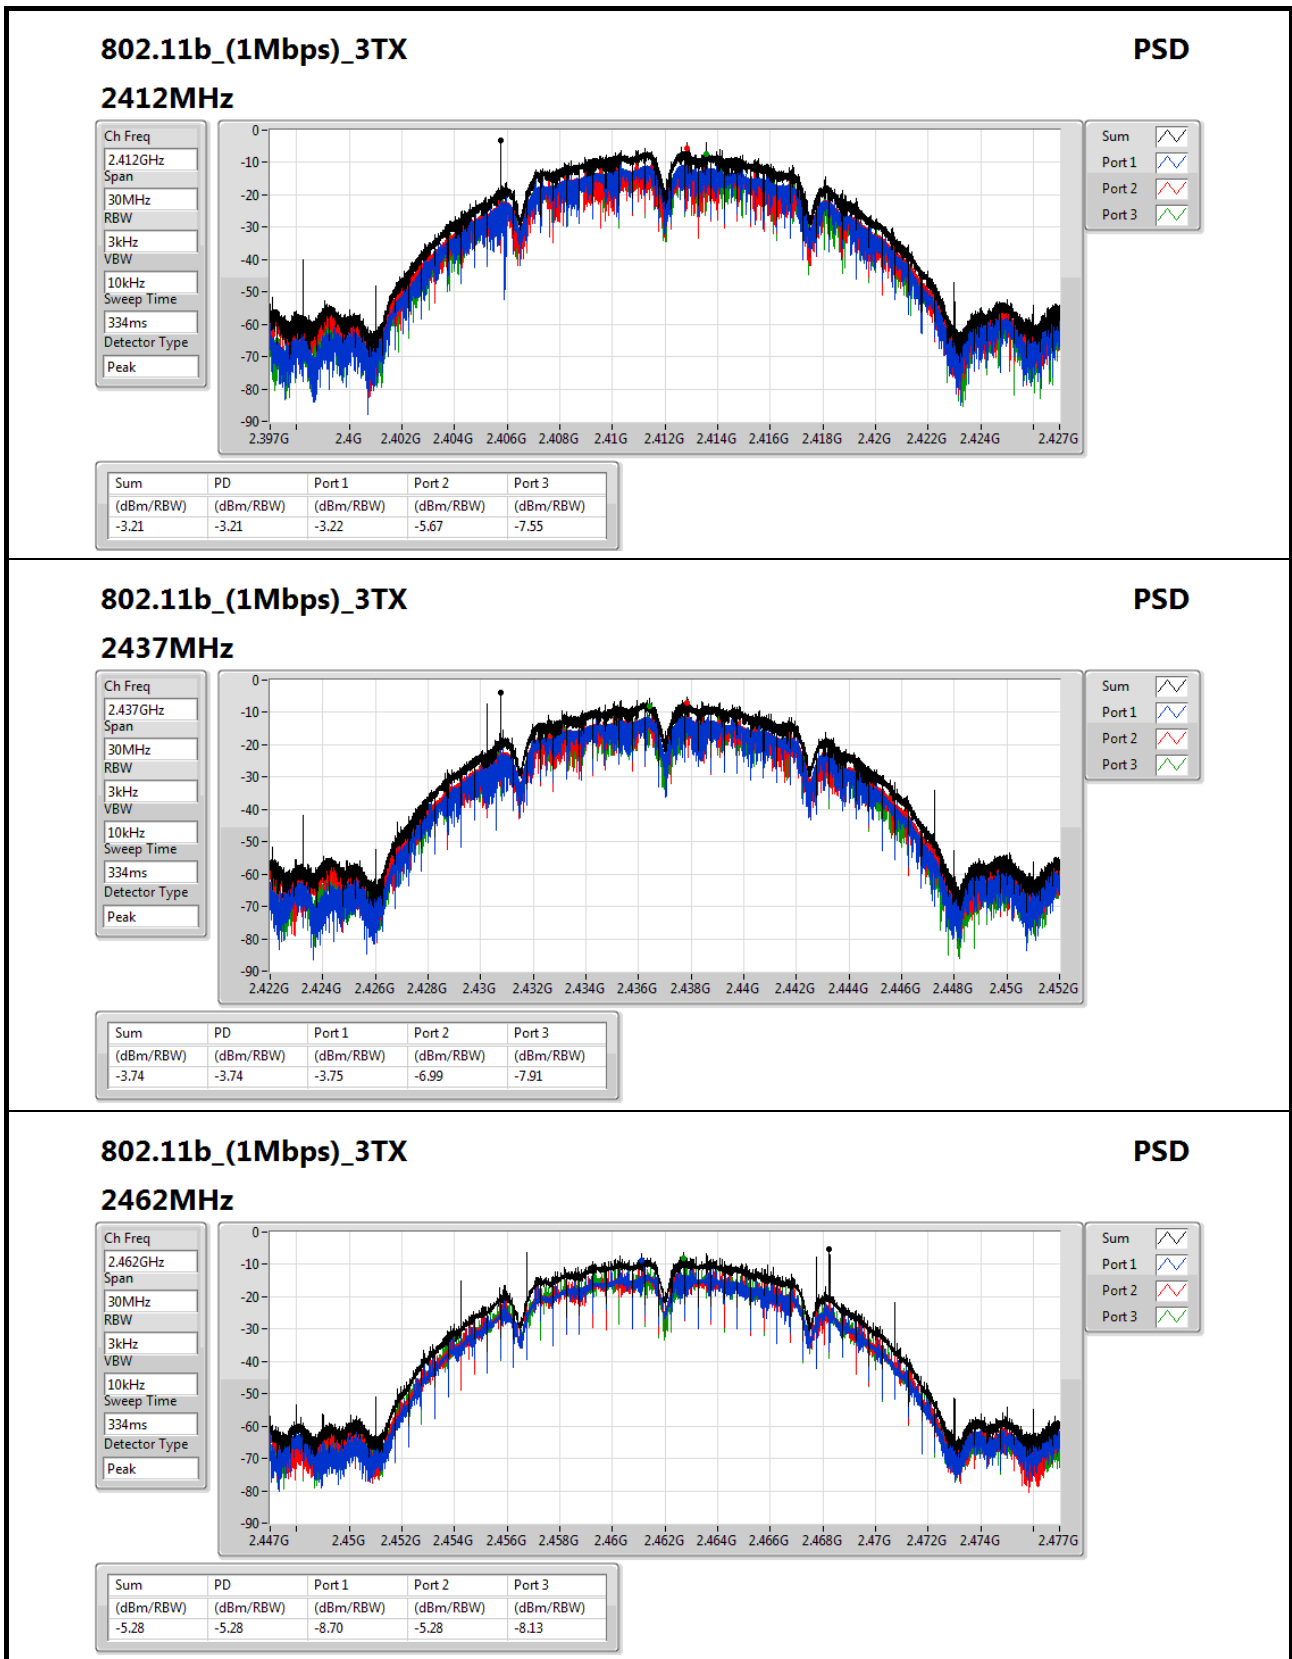 802.11b_(1Mbps)_3TX PSD
2412MHz
Ch Freq
2.412GHz
Span
30MHz
RBW
3kHz
VBW
10kHz
Sweep Time
334ms
Detector Type
Peak
0
-10
-20
-30
-40
-50
-60
-70
-80
-90
2.397G 2.4G 2.402G 2.404G 2.406G 2.408G 2.41G 2.412G 2.414G 2.416G 2.418G 2.42G 2.422G 2.424G 2.427G
Sum
Port 1
Port 2
Port 3
Sum PD Port 1 Port 2 Port 3
(dBm/RBW) (dBm/RBW) (dBm/RBW) (dBm/RBW) (dBm/RBW)
-3.21 -3.21 -3.22 -5.67 -7.55
802.11b_(1Mbps)_3TX PSD
2437MHz
Ch Freq
2.437GHz
Span
30MHz
RBW
3kHz
VBW
10kHz
Sweep Time
334ms
Detector Type
Peak
0
-10
-20
-30
-40
-50
-60
-70
-80
-90
2.422G 2.424G 2.426G 2.428G 2.43G 2.432G 2.434G 2.436G 2.438G 2.44G 2.442G 2.444G 2.446G 2.448G 2.45G 2.452G
Sum
Port 1
Port 2
Port 3
Sum PD Port 1 Port 2 Port 3
(dBm/RBW) (dBm/RBW) (dBm/RBW) (dBm/RBW) (dBm/RBW)
-3.74 -3.74 -3.75 -6.99 -7.91
802.11b_(1Mbps)_3TX PSD
2462MHz
Ch Freq
2.462GHz
Span
30MHz
RBW
3kHz
VBW
10kHz
Sweep Time
334ms
Detector Type
Peak
0
-10
-20
-30
-40
-50
-60
-70
-80
-90
2.447G 2.45G 2.452G 2.454G 2.456G 2.458G 2.46G 2.462G 2.464G 2.466G 2.468G 2.47G 2.472G 2.474G 2.477G
Sum
Port 1
Port 2
Port 3
Sum PD Port 1 Port 2 Port 3
(dBm/RBW) (dBm/RBW) (dBm/RBW) (dBm/RBW) (dBm/RBW)
-5.28 -5.28 -8.70 -5.28 -8.13